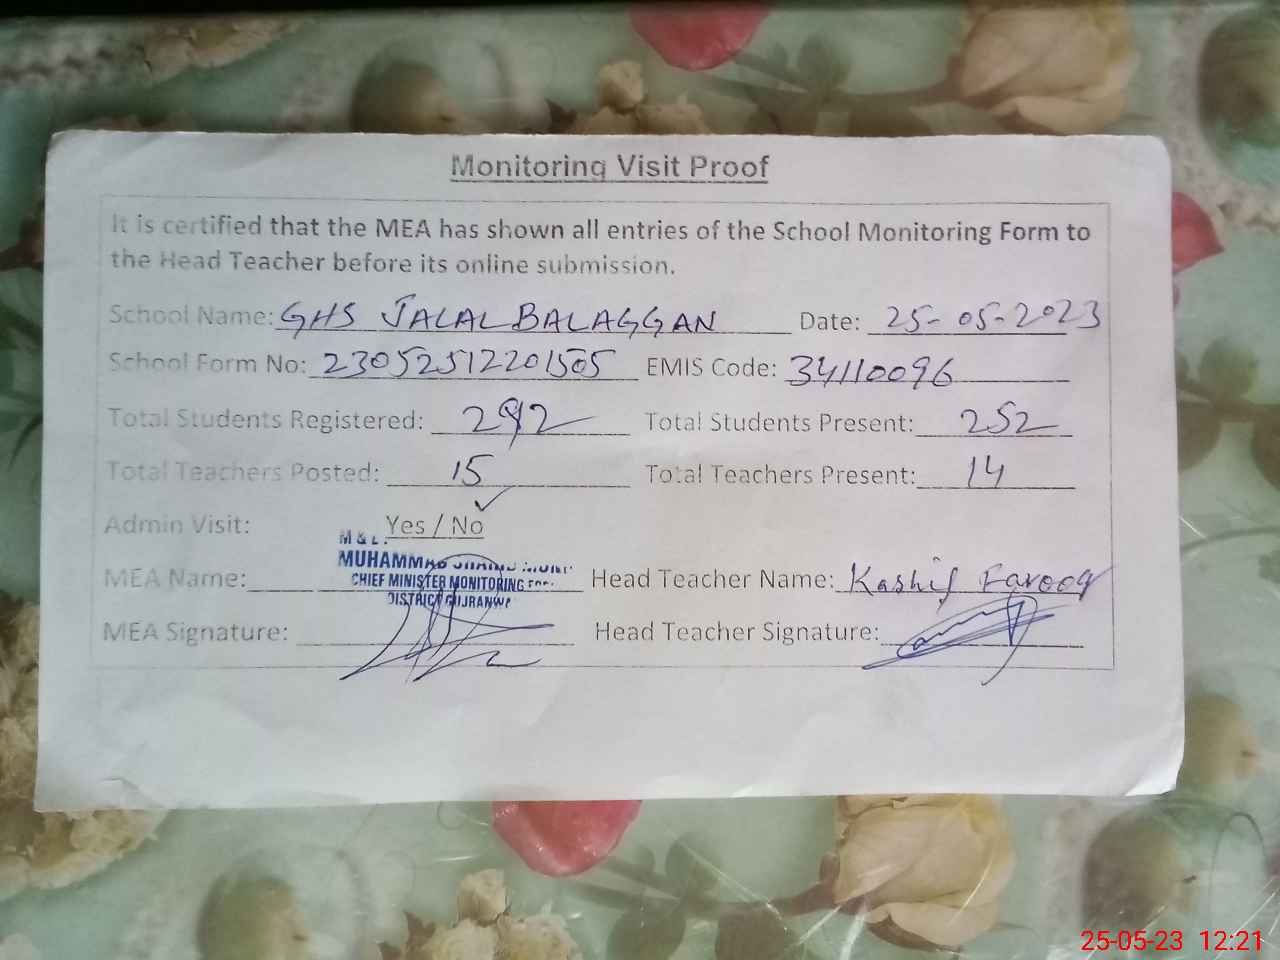 Monitoring Visit Proof
It is certified that the MEA has shown all entries of the School Monitoring Form to
the Head Teacher before its online submission.
School Name: GHS JALAL BALAGGAN Date: 25-05-2023
School Form No: 23052512201505 EMIS Code: 34110096
Total Students Registered: 292 Total Students Present: 252
Total Teachers Posted: 15 Total Teachers Present: 14
Admin Visit: Yes / No ✓
M & E
MUHAMMAD
MEA Name: CHIEF MINISTER MONITORING Head Teacher Name: Kashif Farooq
DISTRICT
MEA Signature: Head Teacher Signature:
25-05-23 12:21